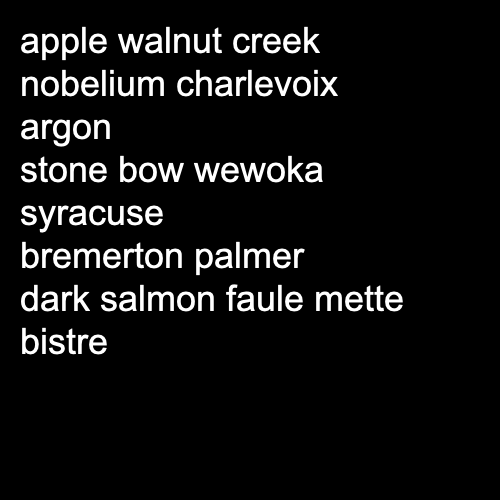 apple walnut creek
nobelium charlevoix
argon
stone bow wewoka
syracuse
bremerton palmer
dark salmon faule mette
bistre